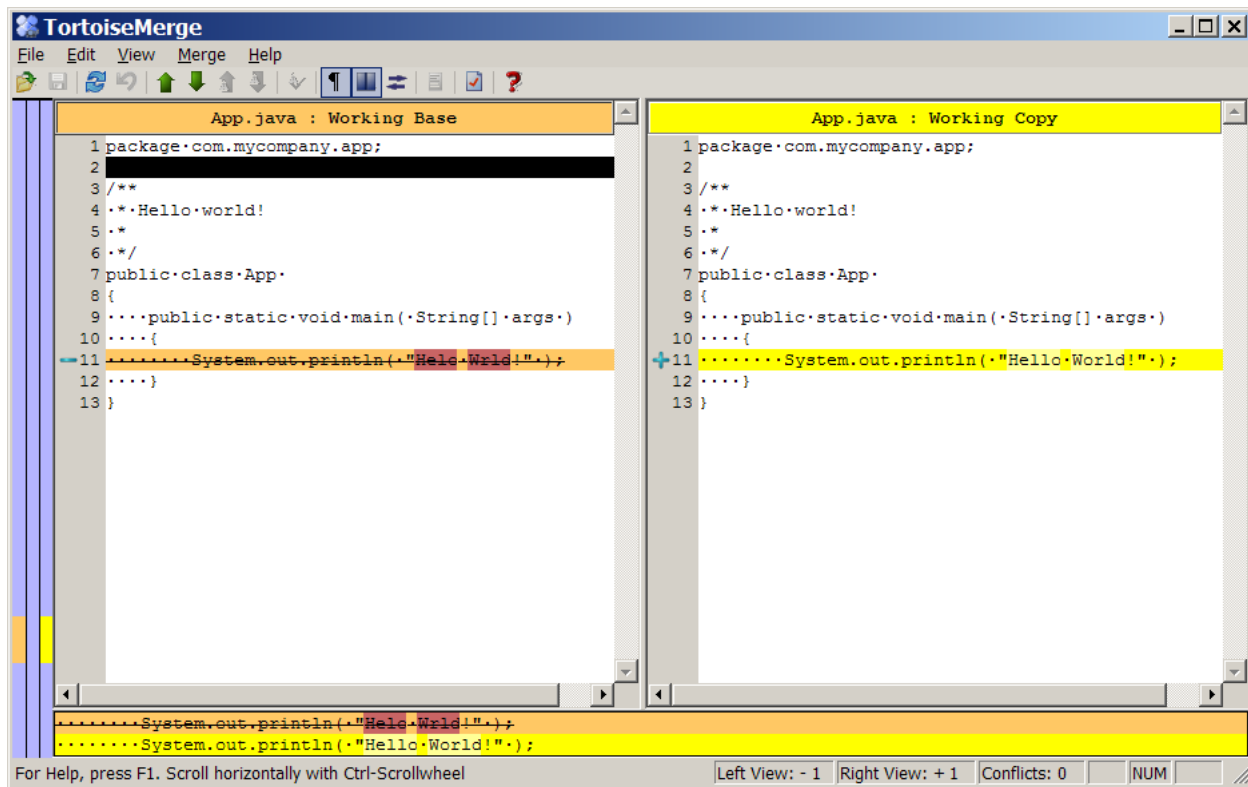 TortoiseMerge
File Edit View Merge Help
App.java : Working Base
1 package·com.mycompany.app;
2
3 /**
4 ·*·Hello·world!
5 ·*
6 ·*/
7 public·class·App·
8 {
9 ····public·static·void·main(·String[]·args·)
10 ····{
11 ········System.out.println(·"Helo·Wrld!"·);
12 ····}
13 }
App.java : Working Copy
1 package·com.mycompany.app;
2
3 /**
4 ·*·Hello·world!
5 ·*
6 ·*/
7 public·class·App·
8 {
9 ····public·static·void·main(·String[]·args·)
10 ····{
11 ········System.out.println(·"Hello·World!"·);
12 ····}
13 }
········System.out.println(·"Helo·Wrld!"·);
········System.out.println(·"Hello·World!"·);
For Help, press F1. Scroll horizontally with Ctrl-Scrollwheel Left View: - 1 Right View: + 1 Conflicts: 0 NUM